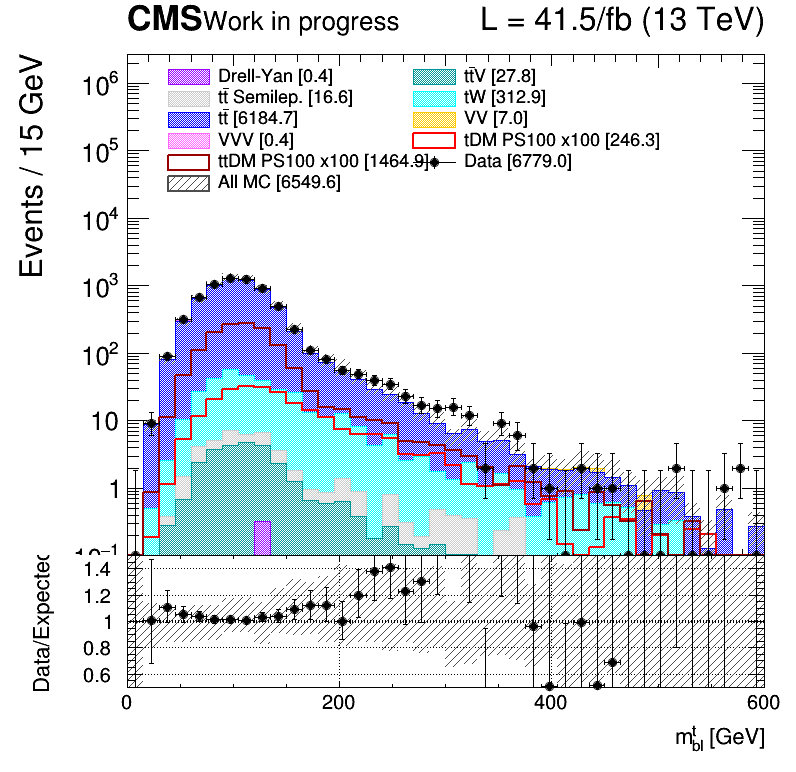 CMS Work in progress L = 41.5/fb (13 TeV)
Events / 15 GeV
Drell-Yan [0.4] tt̄V [27.8]
tt̄ Semilep. [16.6] tW [312.9]
tt̄ [6184.7] VV [7.0]
VVV [0.4] tDM PS100 x100 [246.3]
ttDM PS100 x100 [1464.9] Data [6779.0]
All MC [6549.6]
10⁶
10⁵
10⁴
10³
10²
10
1
10⁻¹
Data/Expected
1.4
1.2
1
0.8
0.6
0 200 400 600
m_bl^t [GeV]